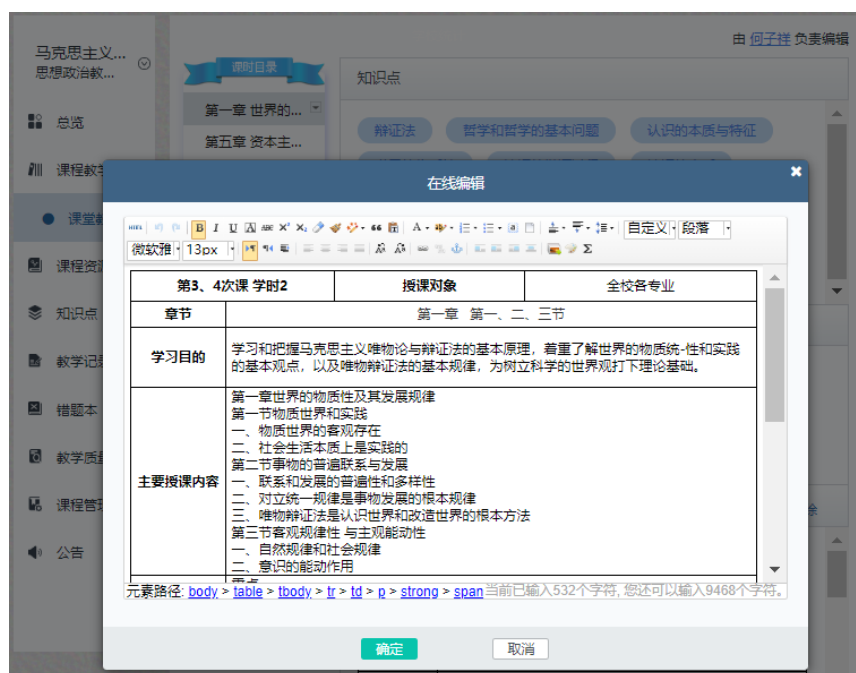 马克思主义...
思想政治教...
由 何子祥 负责编辑
课时目录
知识点
总览
第一章 世界的...
第五章 资本主...
辩证法
哲学和哲学的基本问题
认识的本质与特征
课程教学
课堂教
课程资源
知识点
教学记录
错题本
教学质量
课程管理
公告
在线编辑
HTML B I U A ABC X² X₂ 66 A 自定义 段落
微软雅 13px Σ
第3、4次课 学时2 授课对象 全校各专业
章节 第一章 第一、二、三节
学习目的
学习和把握马克思主义唯物论与辩证法的基本原理，着重了解世界的物质统-性和实践
的基本观点，以及唯物辩证法的基本规律，为树立科学的世界观打下理论基础。
主要授课内容
第一章世界的物质性及其发展规律
第一节物质世界和实践
一、物质世界的客观存在
二、社会生活本质上是实践的
第二节事物的普遍联系与发展
一、联系和发展的普遍性和多样性
二、对立统一规律是事物发展的根本规律
三、唯物辩证法是认识世界和改造世界的根本方法
第三节客观规律性 与主观能动性
一、自然规律和社会规律
二、意识的能动作用
元素路径: body > table > tbody > tr > td > p > strong > span 当前已输入532个字符, 您还可以输入9468个字符。
确定 取消